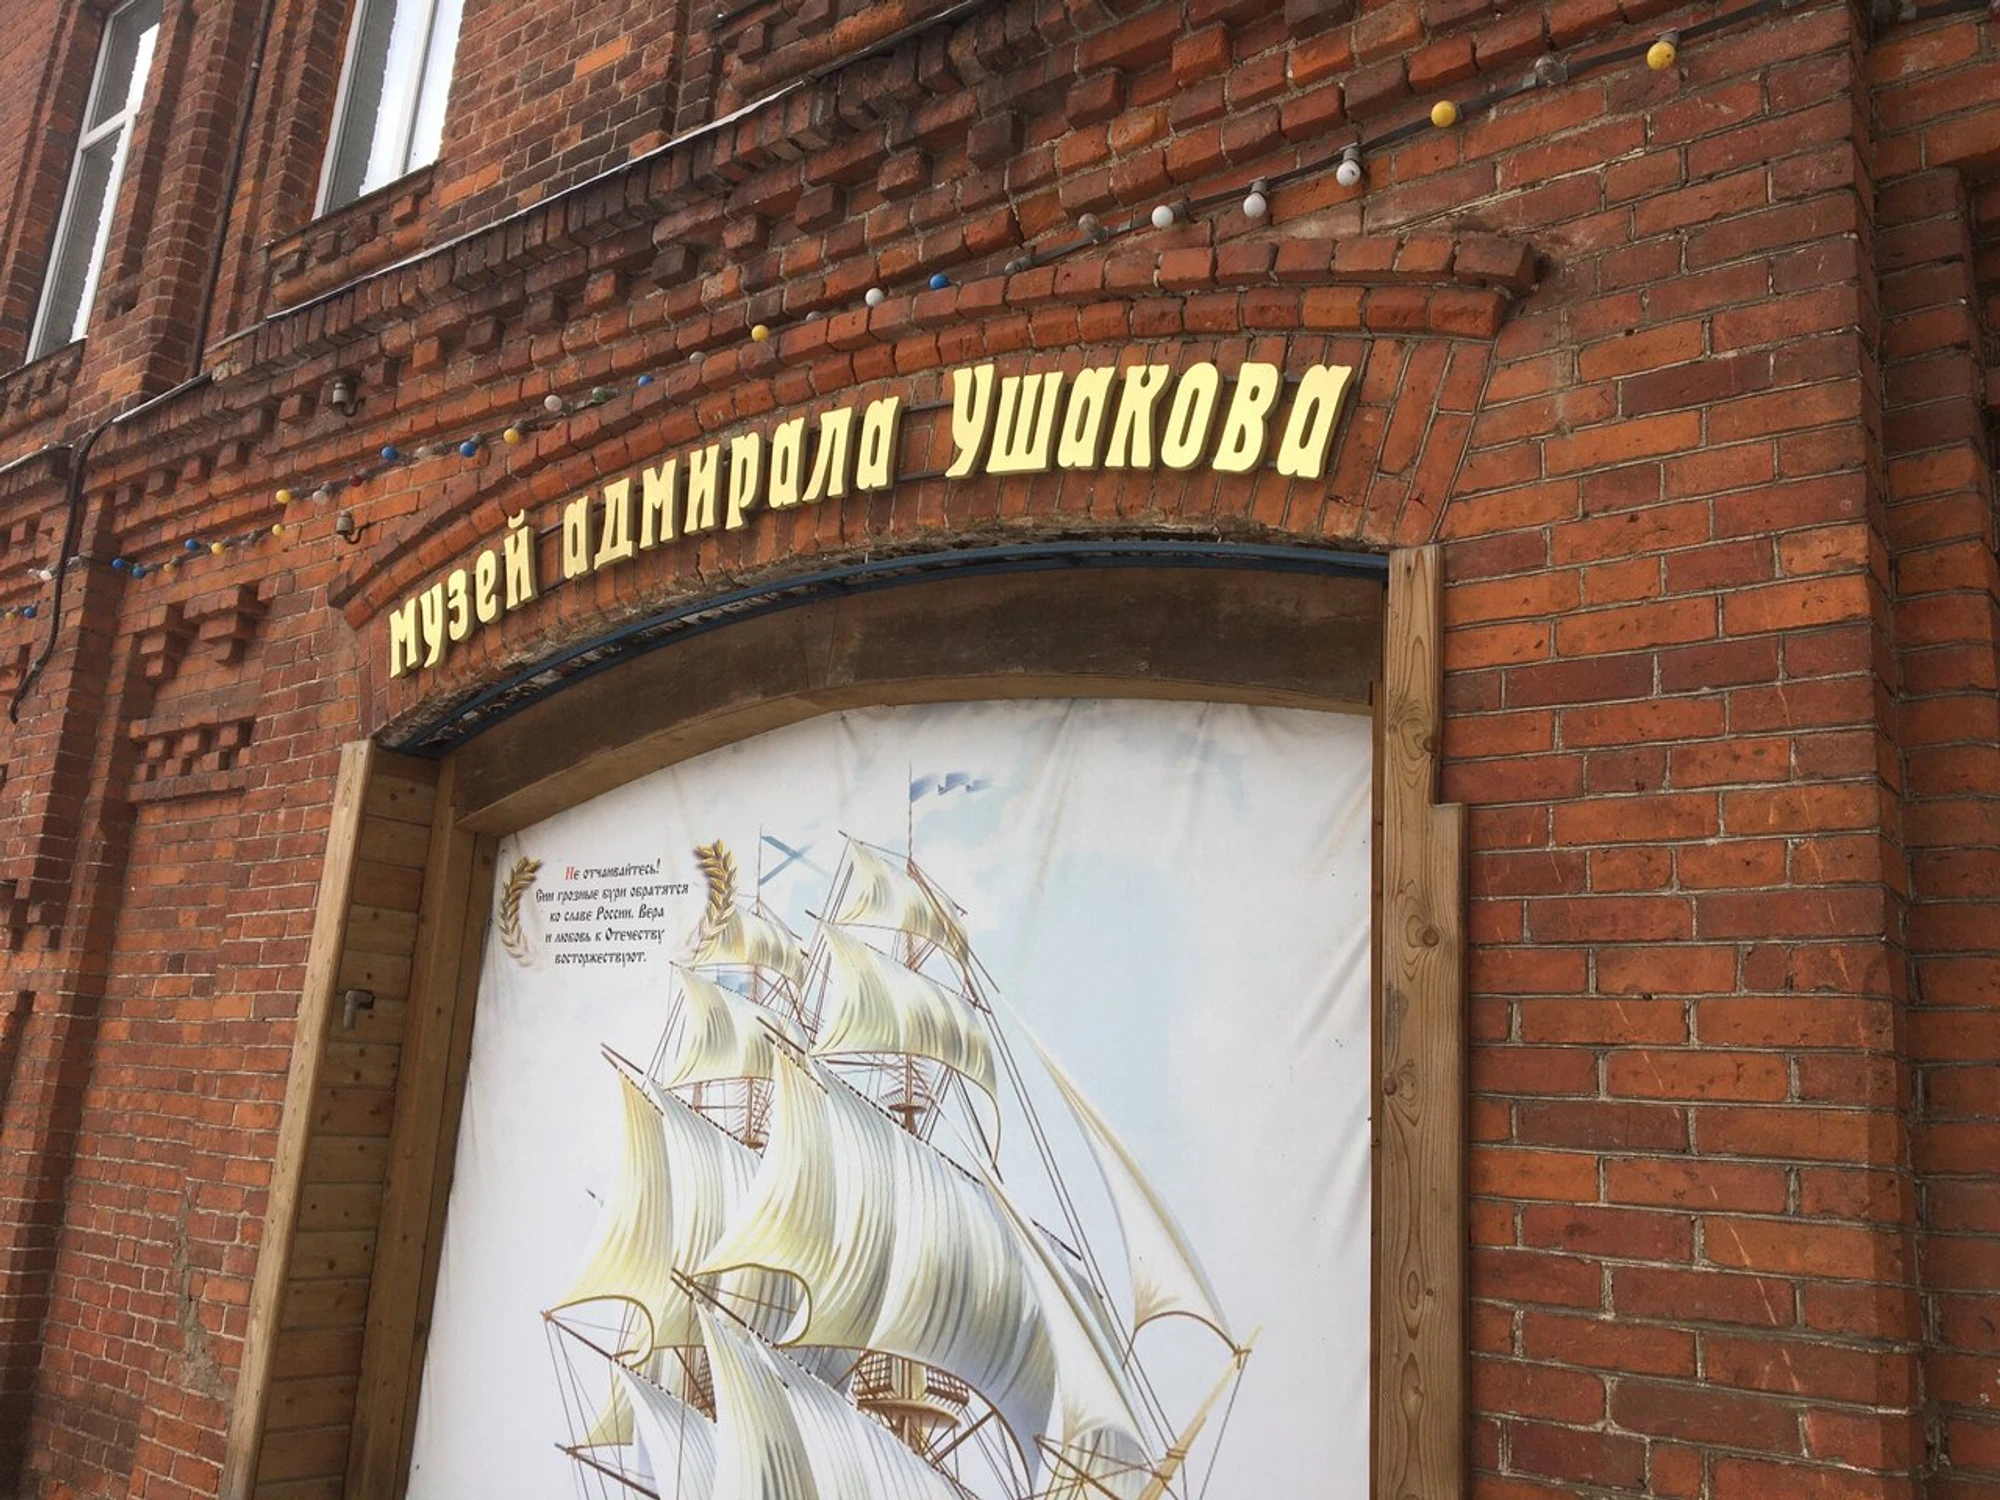 музей адмирала Ушакова
Не отчаивайтесь!
Сии грозные бури обратятся
ко славе России. Вера
и любовь к Отечеству
восторжествуют.